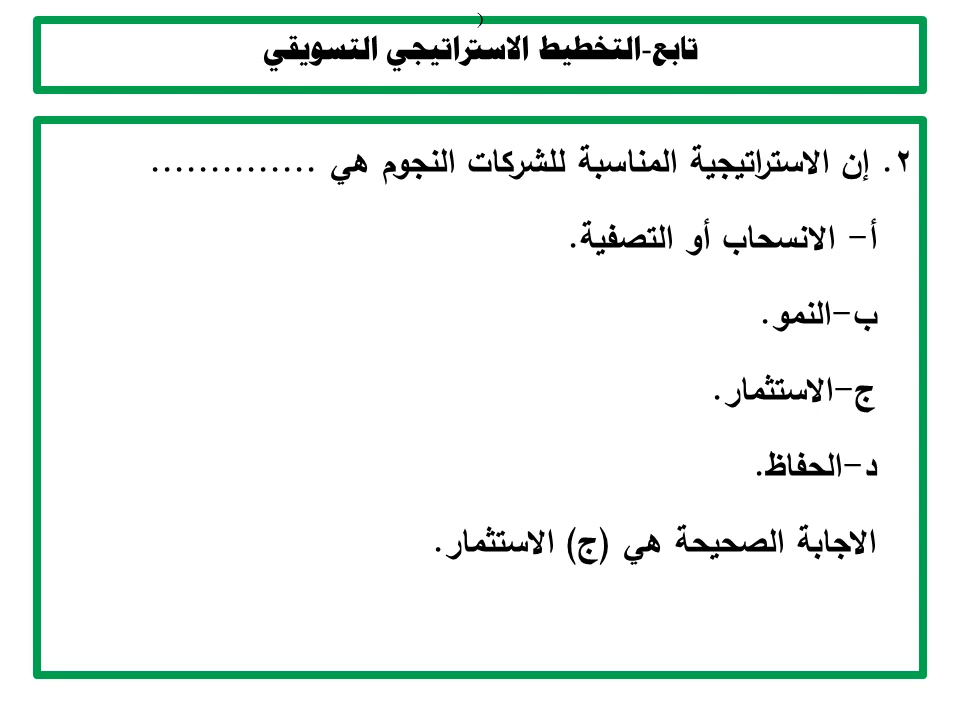 )
تابع-التخطيط الاستراتيجي التسويقي
٢. إن الاستراتيجية المناسبة للشركات النجوم هي ..............
أ- الانسحاب أو التصفية.
ب-النمو.
ج-الاستثمار.
د-الحفاظ.
الاجابة الصحيحة هي (ج) الاستثمار.